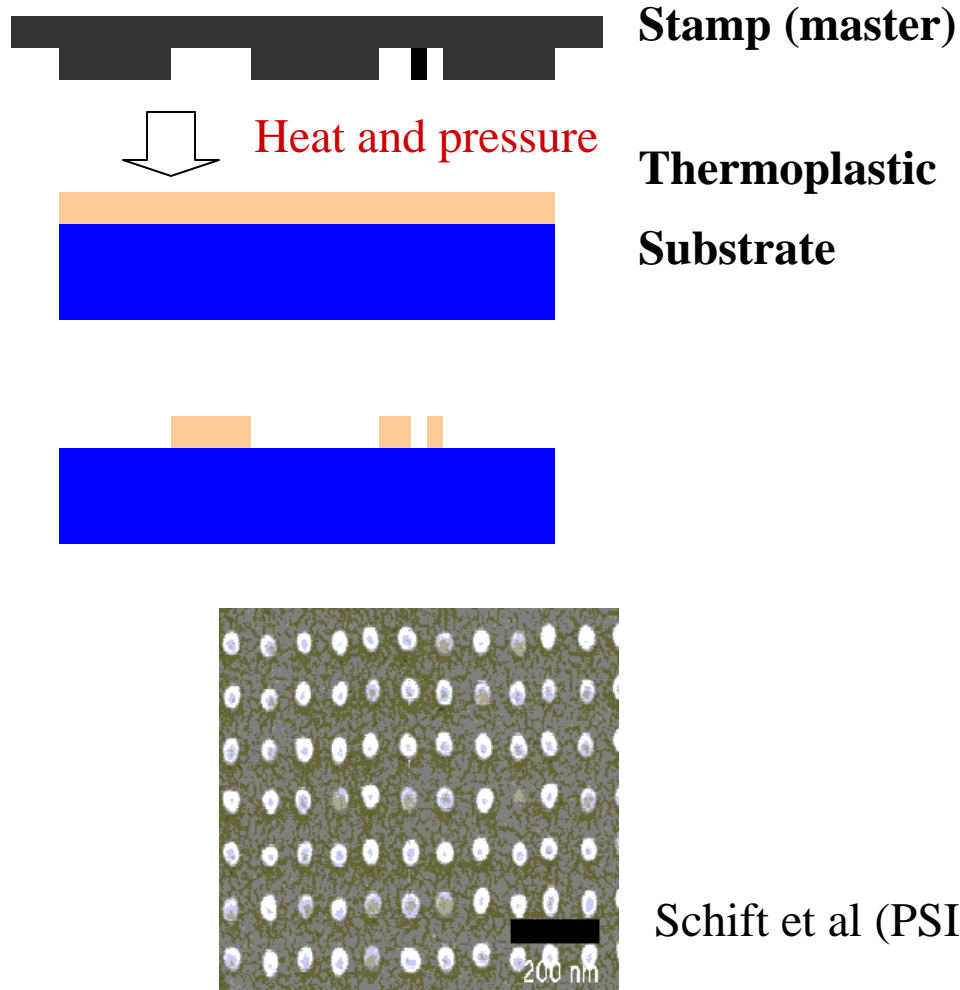 Stamp (master)
Heat and pressure
Thermoplastic
Substrate
200 nm
Schift et al (PSI